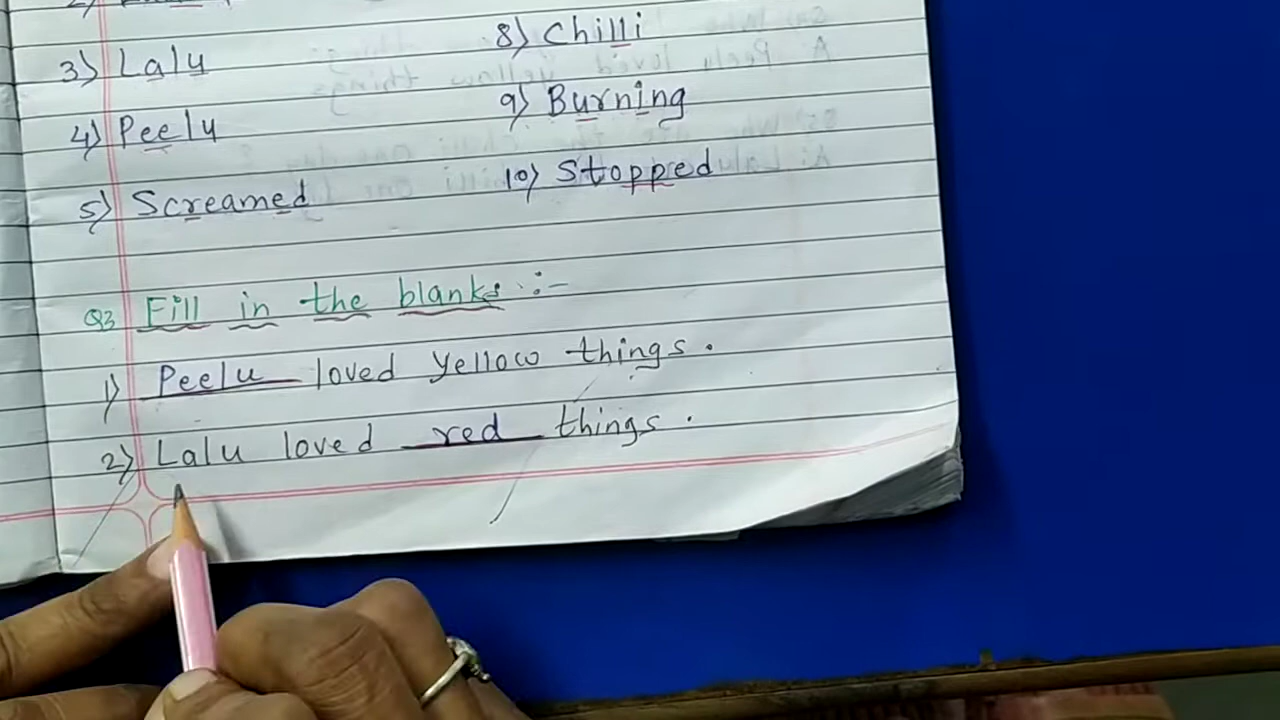 3) Lalu
8) Chilli
4) Peelu
9) Burning
5) Screamed
10) Stopped
Q3 Fill in the blanks :-
1) Peelu loved yellow things.
2) Lalu loved red things.